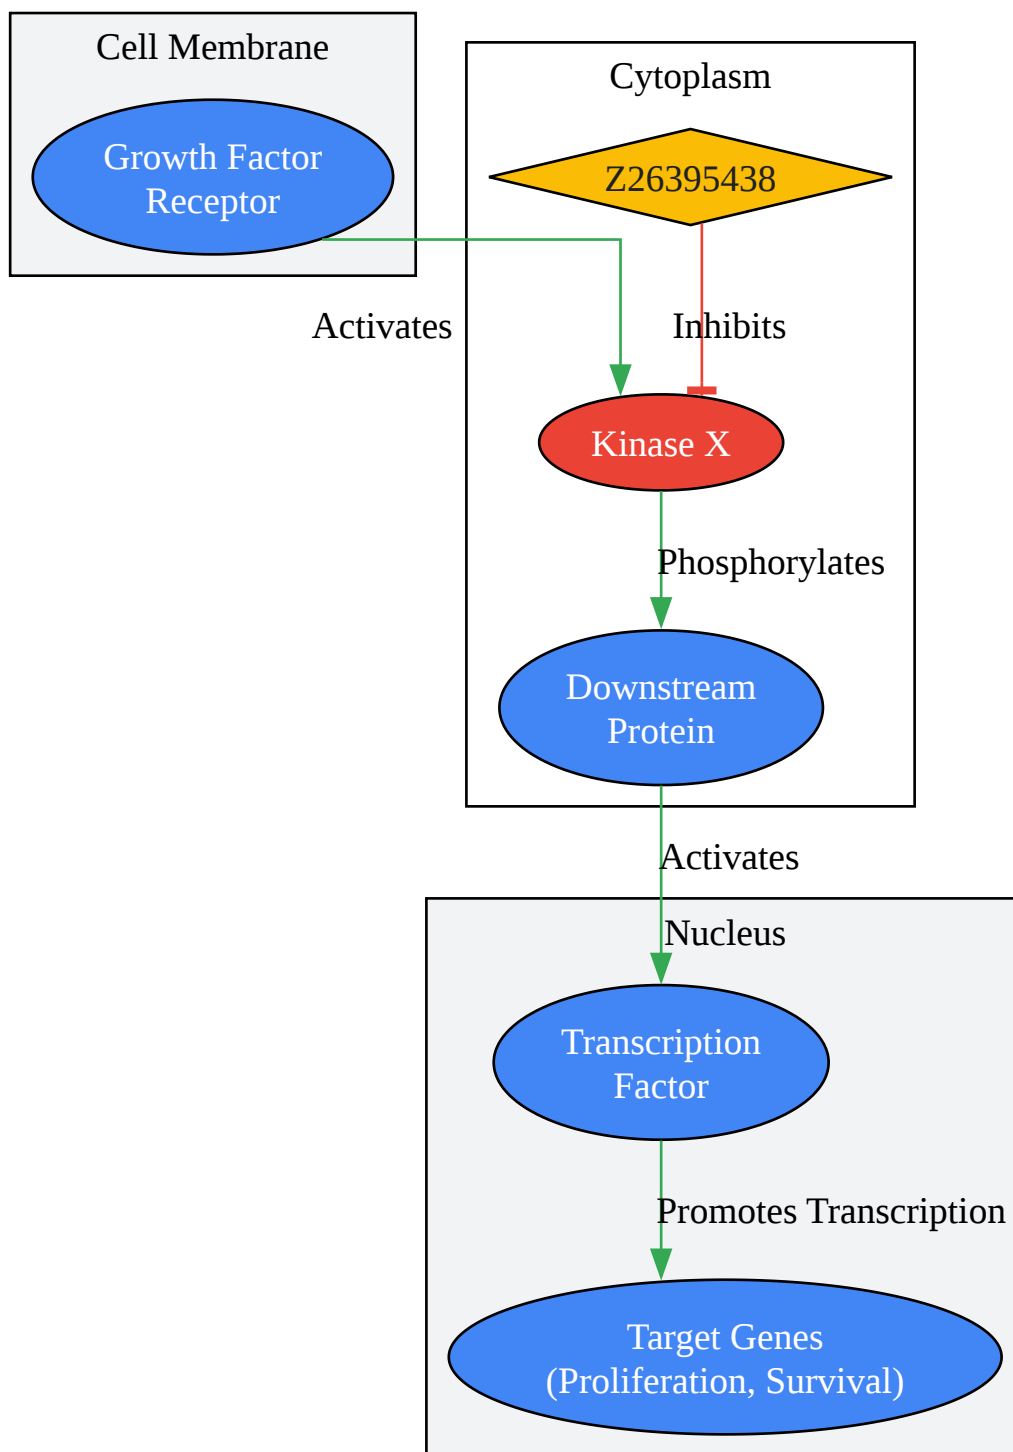 Cell Membrane
Growth Factor
Receptor
Cytoplasm
Z26395438
Activates
Inhibits
Kinase X
Phosphorylates
Downstream
Protein
Activates
Nucleus
Transcription
Factor
Promotes Transcription
Target Genes
(Proliferation, Survival)